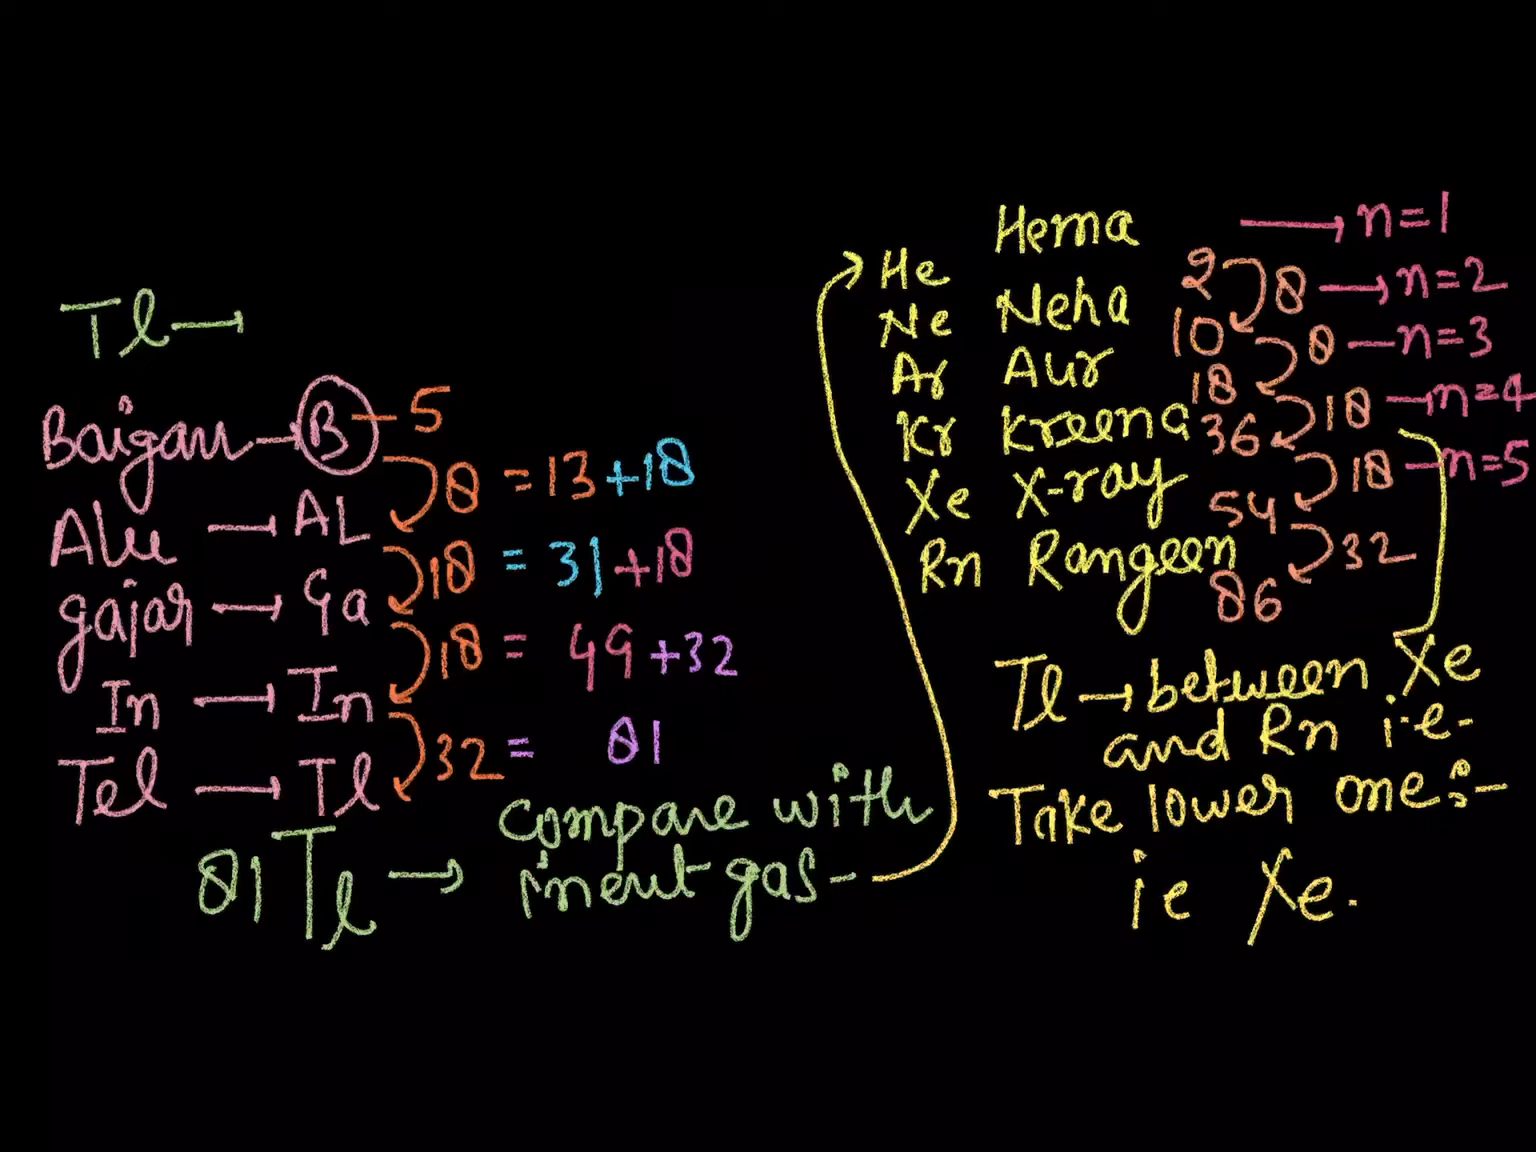 Tl →
Baigan → B - 5
8 = 13 + 18
Alu → AL
18 = 31 + 18
gajar → Ga
18 = 49 + 32
In → In
32 = 81
Tel → Tl
81 Tl → compare with
inert gas -
He Hema → n=1
2
8 → n=2
Ne Neha
10
8 - n=3
Ar Aur
18
18 → n=4
Kr Kreena 36
18 → n=5
Xe X-ray
54
32
Rn Rangeen
86
Tl → between Xe
and Rn i.e-
Take lower one:-
ie Xe.